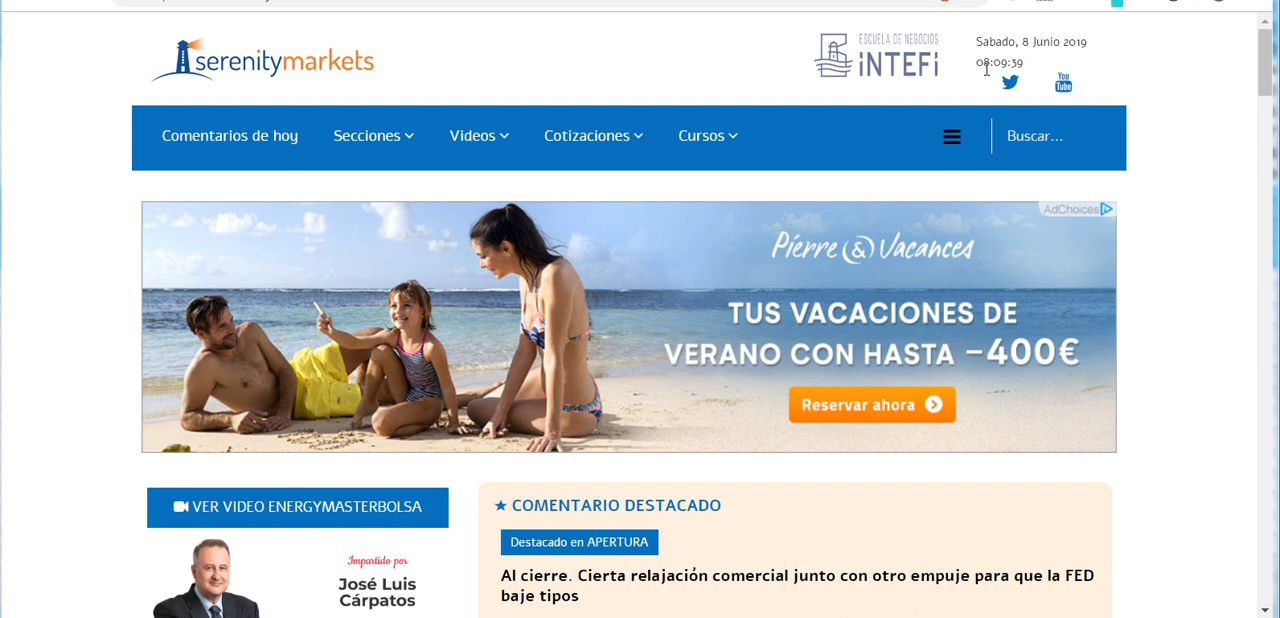 serenitymarkets
ESCUELA DE NEGOCIOS
INTEFi
Sabado, 8 Junio 2019
08:09:39
You
Tube
Comentarios de hoy
Secciones
Videos
Cotizaciones
Cursos
Buscar...
AdChoices
Pierre & Vacances
TUS VACACIONES DE
VERANO CON HASTA -400€
Reservar ahora
VER VIDEO ENERGYMASTERBOLSA
Impartido por
José Luis
Cárpatos
COMENTARIO DESTACADO
Destacado en APERTURA
Al cierre. Cierta relajación comercial junto con otro empuje para que la FED
baje tipos